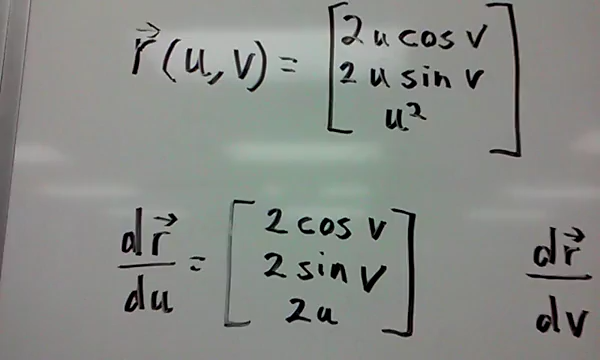 r⃗(u,v) = [2u cos v
2u sin v
u²]
dr⃗/du = [2 cos v
2 sin v
2u]
dr⃗/dv